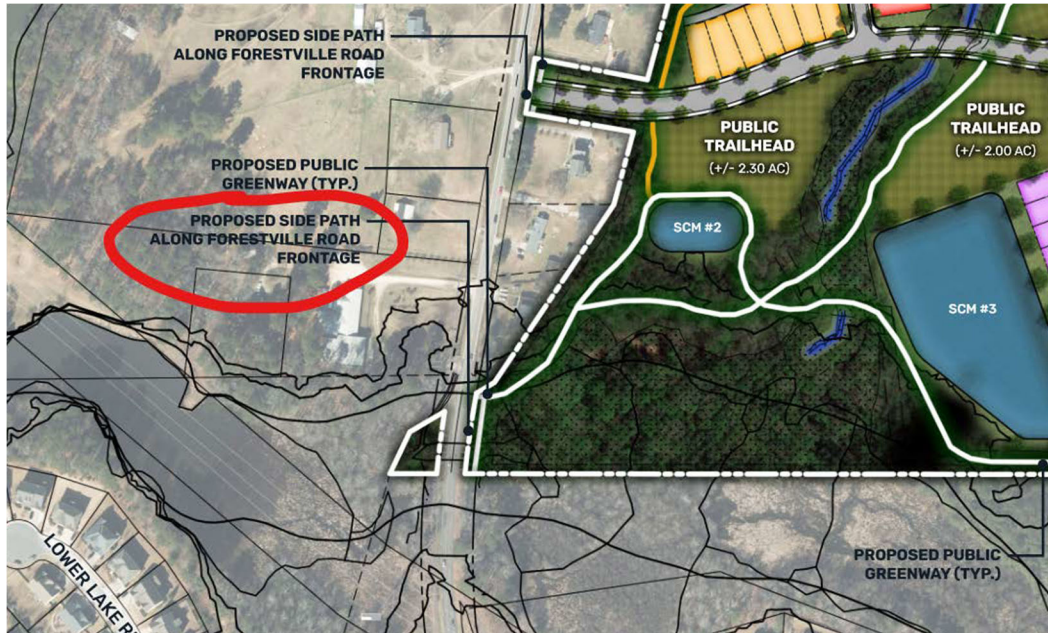 PROPOSED SIDE PATH
ALONG FORESTVILLE ROAD
FRONTAGE
PUBLIC
TRAILHEAD
(+/- 2.30 AC)
PUBLIC
TRAILHEAD
(+/- 2.00 AC)
PROPOSED PUBLIC
GREENWAY (TYP.)
PROPOSED SIDE PATH
ALONG FORESTVILLE ROAD
FRONTAGE
SCM #2
SCM #3
PROPOSED PUBLIC
GREENWAY (TYP.)
LOWER LAKE